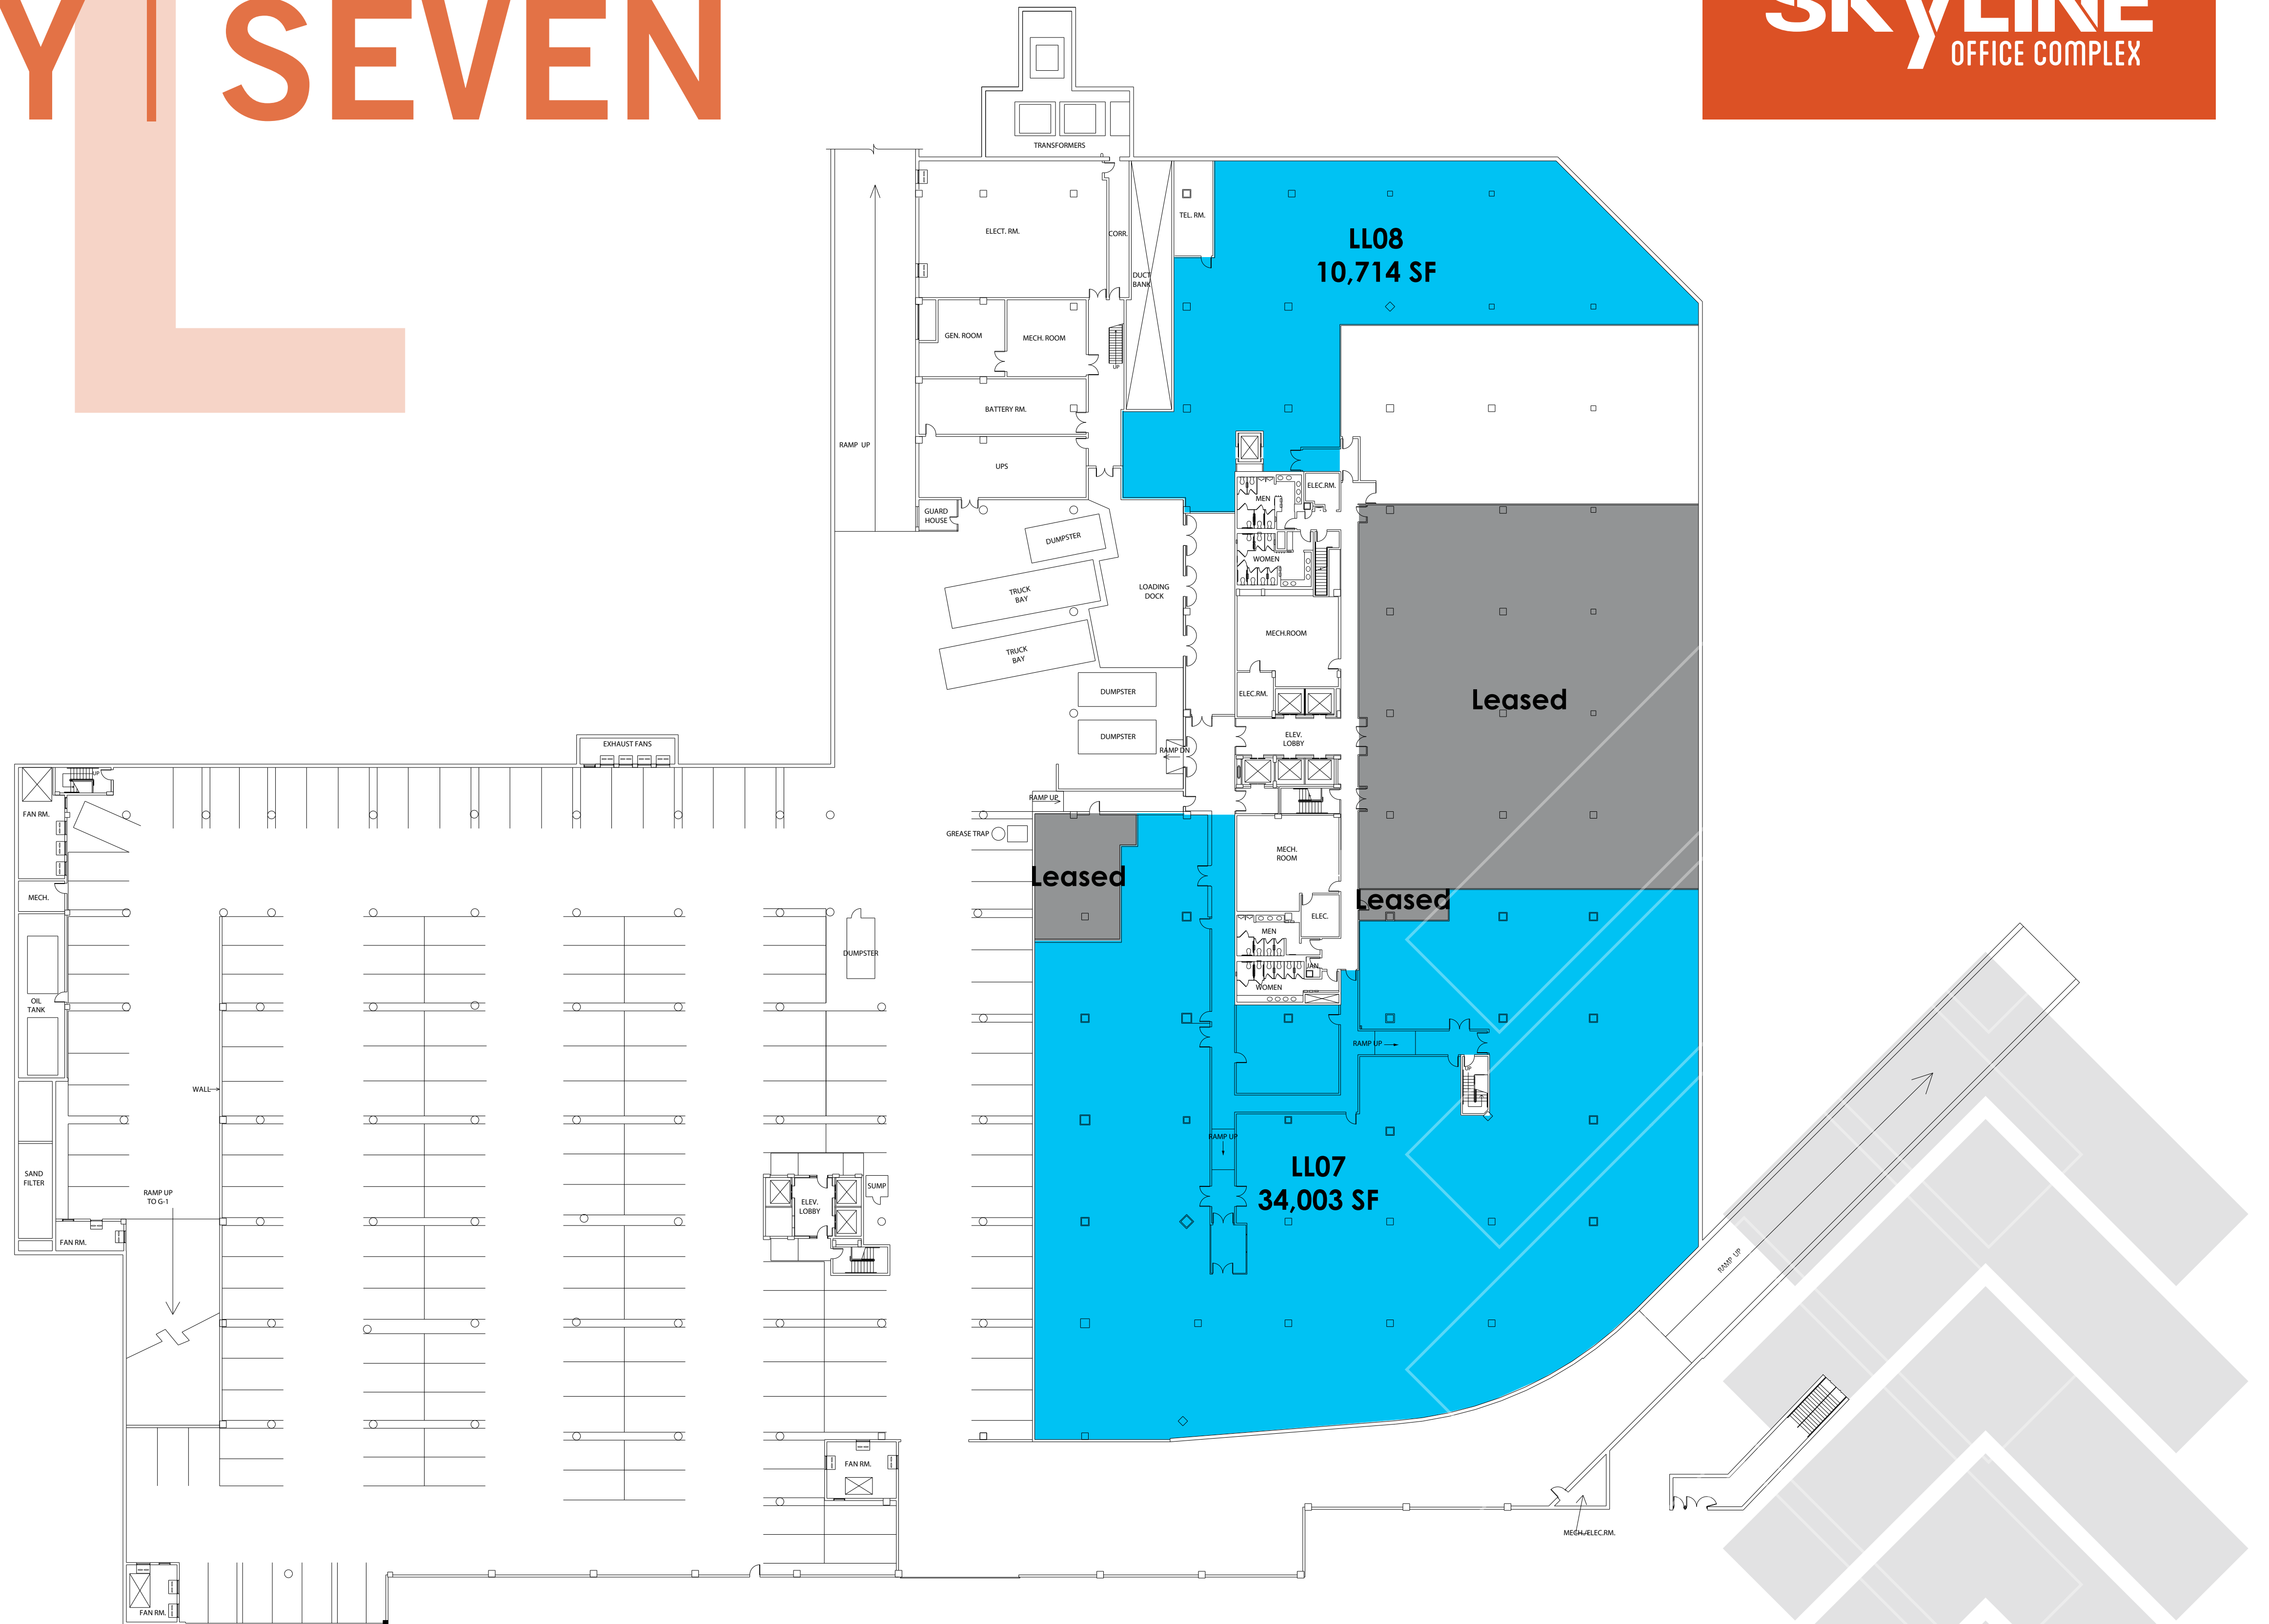 Y | SEVEN
L
SKYLINE
OFFICE COMPLEX
TRANSFORMERS
TEL. RM.
ELECT. RM.
CORR.
LL08
10,714 SF
DUCT
BANK
GEN. ROOM
MECH. ROOM
UP
BATTERY RM.
RAMP UP
UPS
ELEC.RM.
MEN
GUARD
HOUSE
DUMPSTER
WOMEN
TRUCK
BAY
LOADING
DOCK
MECH.ROOM
TRUCK
BAY
DUMPSTER
ELEC.RM.
Leased
DUMPSTER
ELEV.
LOBBY
EXHAUST FANS
RAMP DN
UP
RAMP UP
FAN RM.
GREASE TRAP
MECH.
ROOM
Leased
MECH.
Leased
ELEC.
MEN
DUMPSTER
JAN.
WOMEN
OIL
TANK
RAMP UP
UP
WALL
RAMP UP
SAND
FILTER
LL07
34,003 SF
SUMP
RAMP UP
TO G-1
ELEV.
LOBBY
FAN RM.
RAMP UP
FAN RM.
MECH./ELEC.RM.
FAN RM.